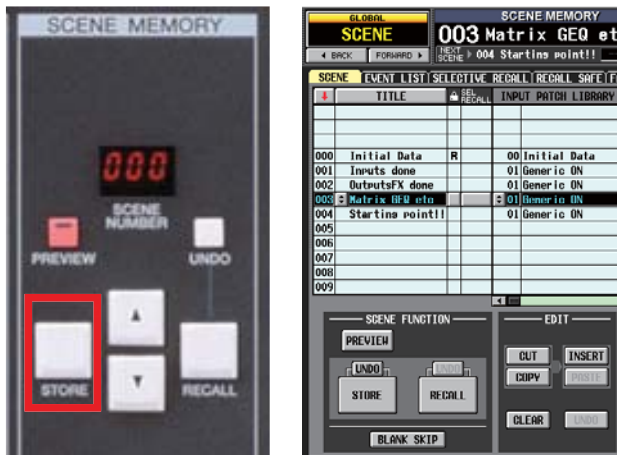 SCENE MEMORY
000
SCENE
NUMBER
PREVIEW
UNDO
STORE
RECALL
GLOBAL
SCENE
SCENE MEMORY
003 Matrix GEQ et
BACK
FORWARD
NEXT SCENE 004 Starting point!!
SCENE EVENT LIST SELECTIVE RECALL RECALL SAFE
TITLE SEL RECALL INPUT PATCH LIBRARY
000 Initial Data R 00 Initial Data
001 Inputs done 01 Generic ON
002 OutputsFX done 01 Generic ON
003 Matrix GEQ etc 01 Generic ON
004 Starting point!! 01 Generic ON
005
006
007
008
009
SCENE FUNCTION
EDIT
PREVIEW
CUT INSERT
COPY PASTE
UNDO UNDO
STORE RECALL
CLEAR UNDO
BLANK SKIP